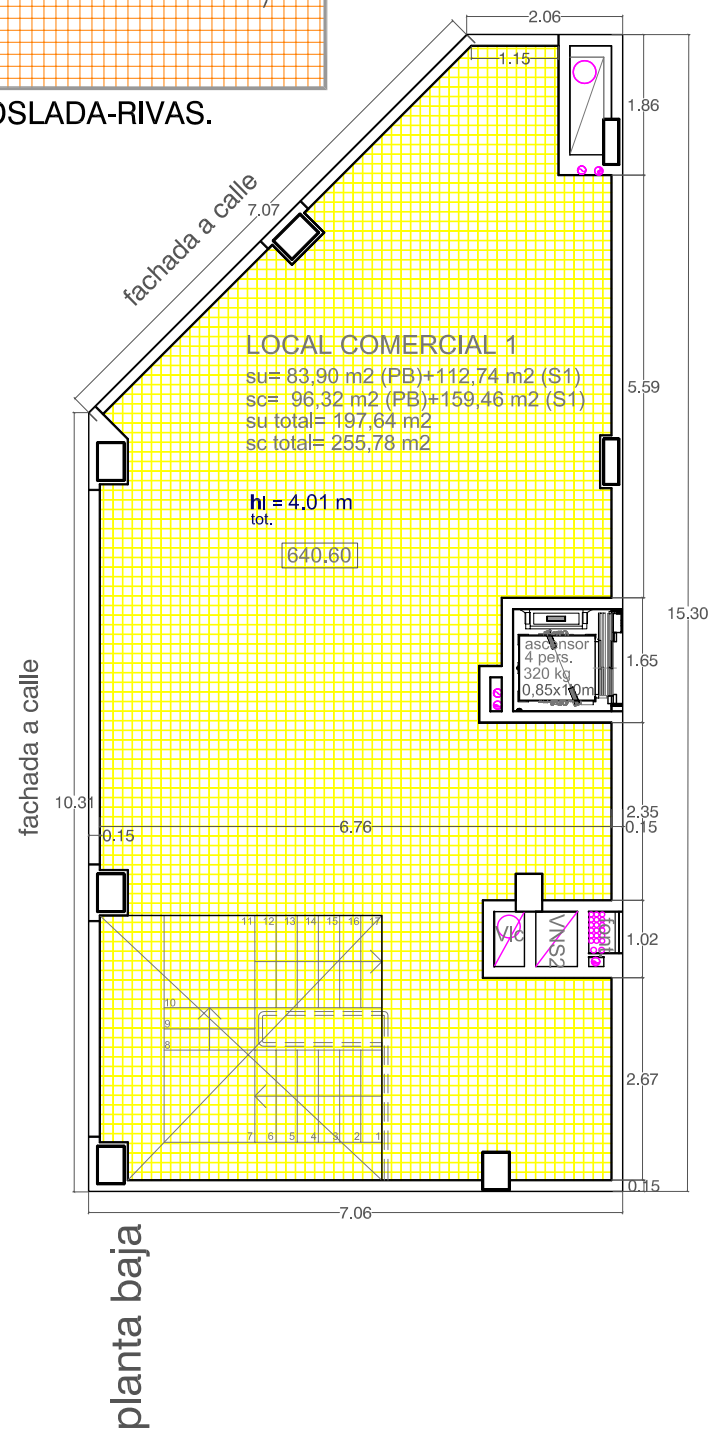 OSLADA-RIVAS.
2.06
1.15
1.86
fachada a calle
7.07
LOCAL COMERCIAL 1
su= 83,90 m2 (PB)+112,74 m2 (S1)
sc= 96,32 m2 (PB)+159,46 m2 (S1)
su total= 197,64 m2
sc total= 255,78 m2
5.59
hl = 4.01 m
tot.
640.60
15.30
ascensor
4 pers.
320 kg
0,85x1,10m
1.65
fachada a calle
10.31
0.15
6.76
2.35
0.15
11 12 13 14 15 16 17
VNS2
font
1.02
10
9
8
7 6 5 4 3 2 1
2.67
0.15
7.06
planta baja